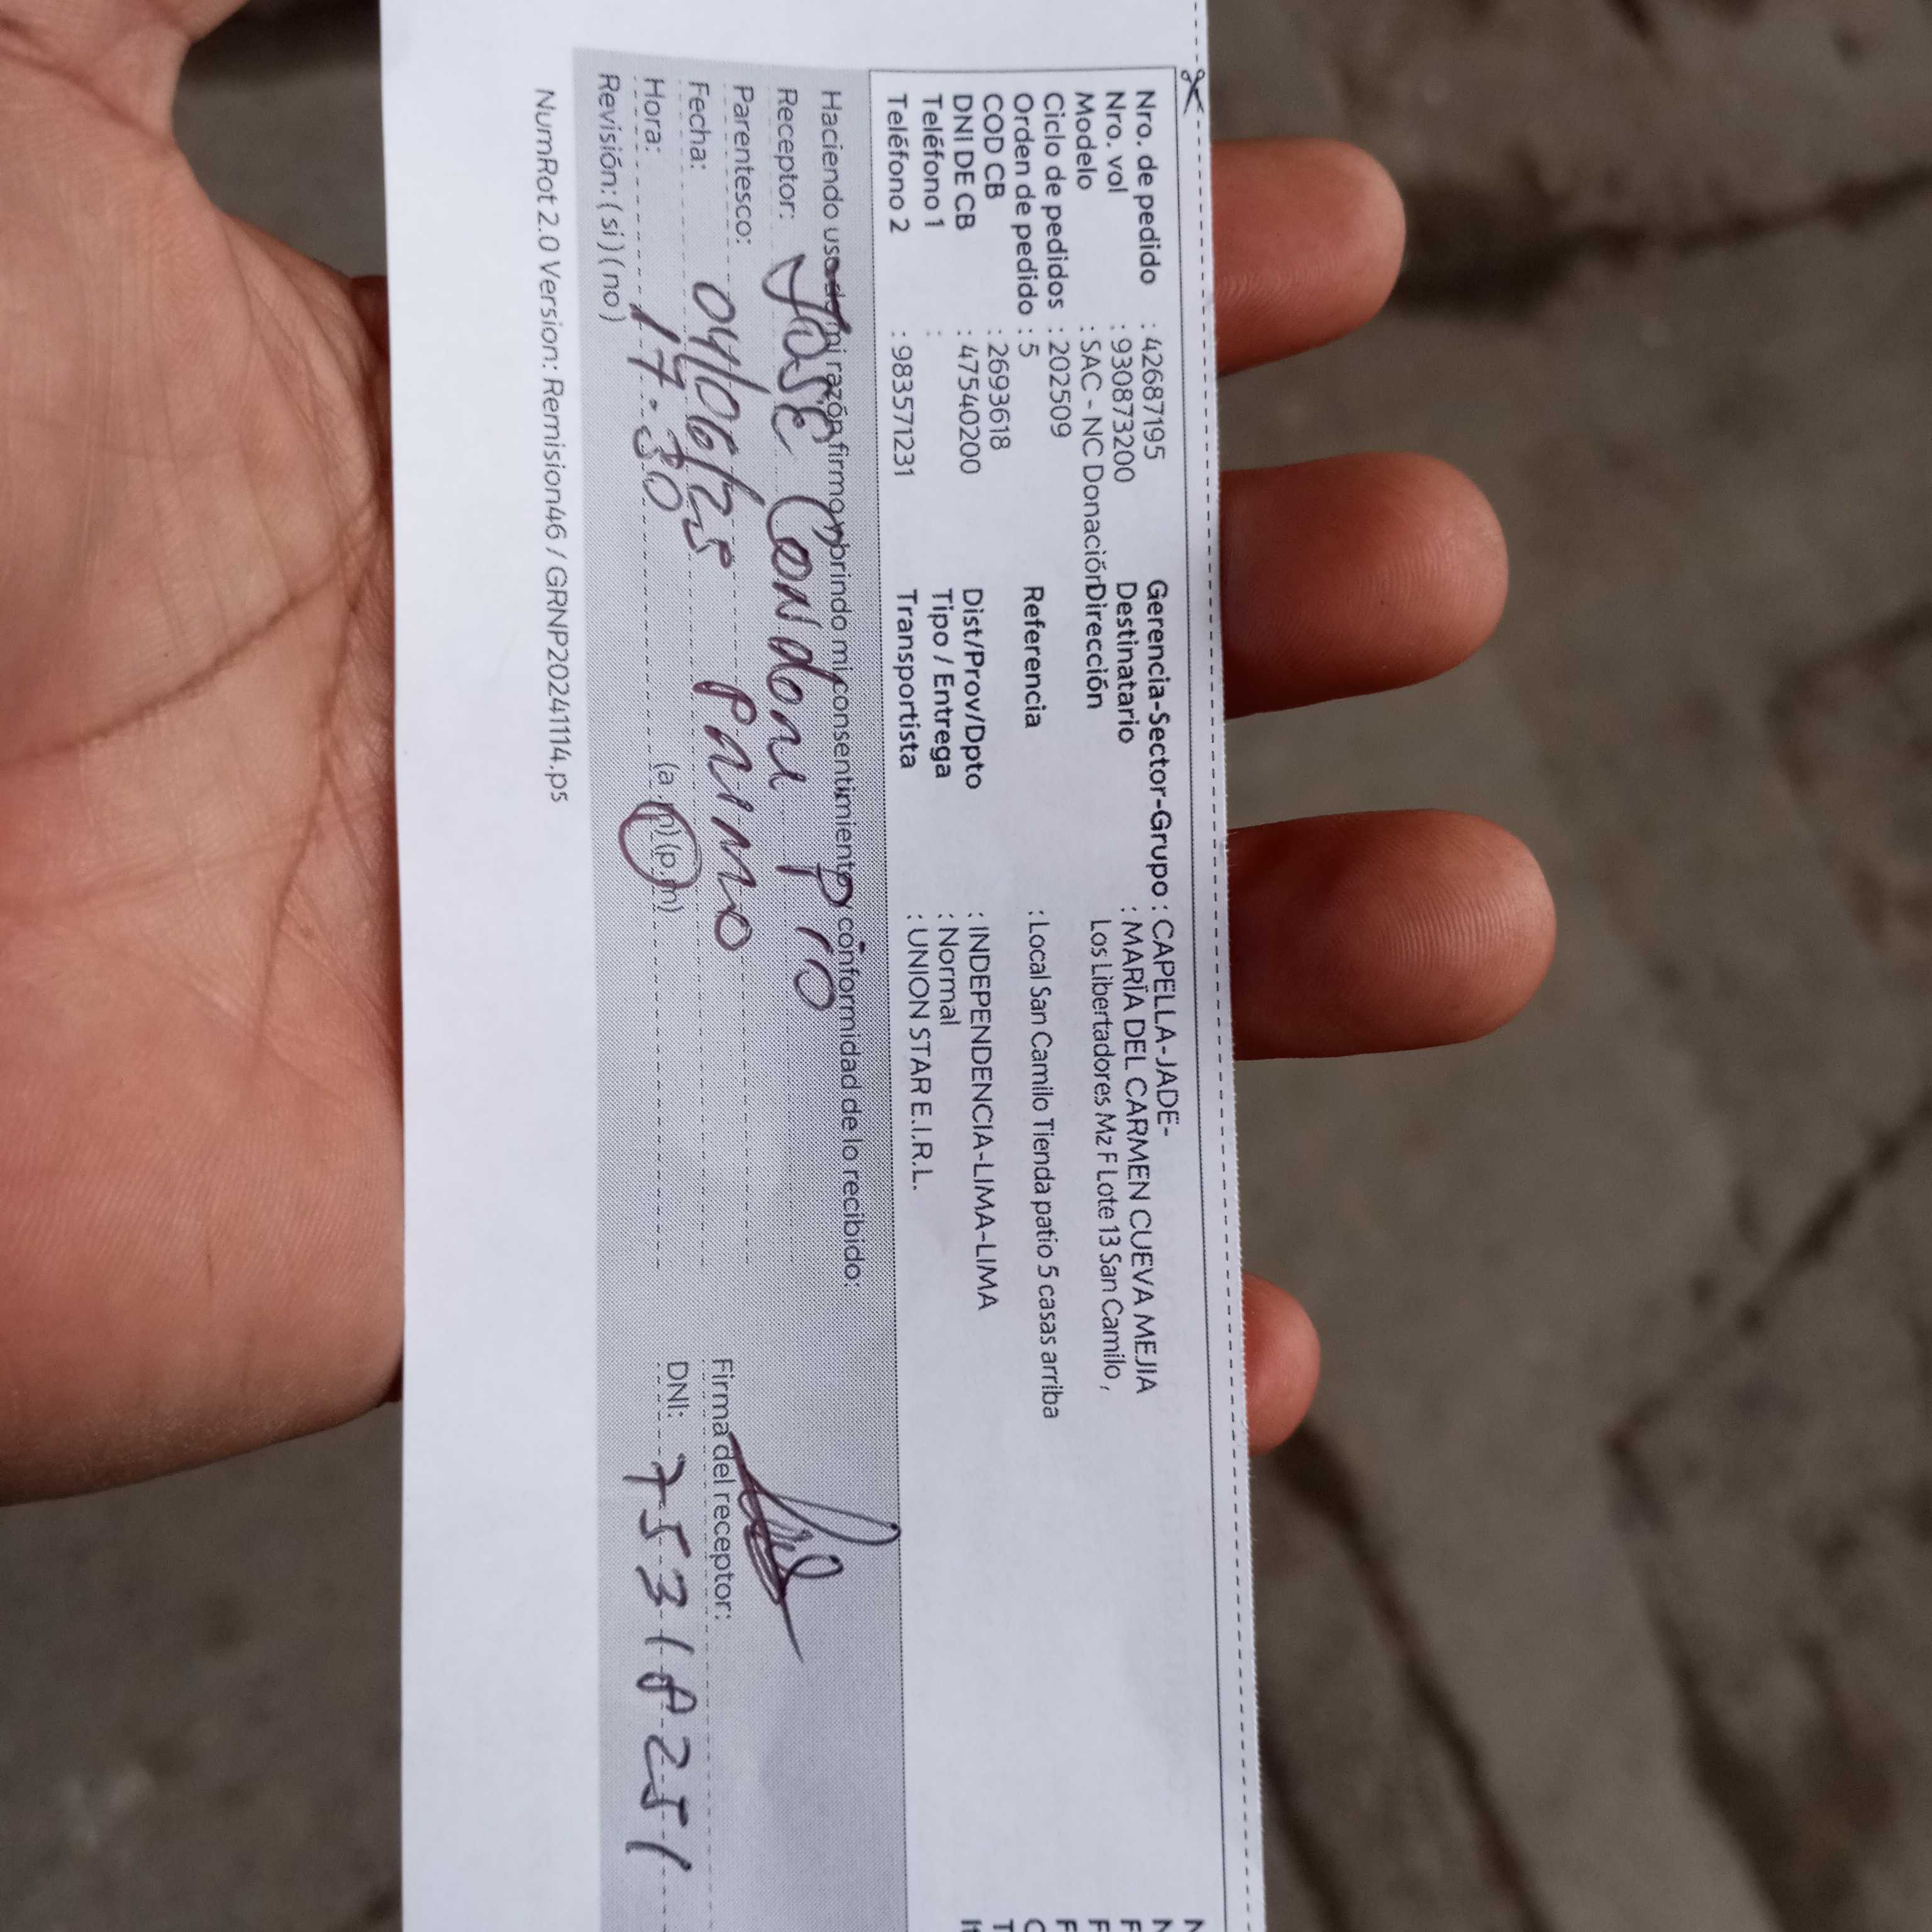 Nro. de pedido : 42687195
Nro. vol : 930873200
Modelo : SAC - NC Donación
Ciclo de pedidos : 202509
Orden de pedido : 5
COD CB : 2693618
DNI DE CB : 47540200
Teléfono 1 :
Teléfono 2 : 983571231
Gerencia-Sector-Grupo : CAPELLA-JADE-
Destinatario : MARÏA DEL CARMEN CUEVA MEJIA
Dirección Los Libertadores Mz F Lote 13 San Camilo ,
Referencia : Local San Camilo Tienda patio 5 casas arriba
Dist/Prov/Dpto : INDEPENDENCIA-LIMA-LIMA
Tipo / Entrega : Normal
Transportista : UNION STAR E.I.R.L.
Haciendo uso de mi razón firmo y brindo mi consentimiento y conformidad de lo recibido:
Receptor: José Condori
Parentesco: Primo
Fecha: 04/06/25
Hora: 17:30 (a.m) (p.m)
Revisión: ( si ) ( no )
Firma del receptor:
DNI: 75318251
NumRot 2.0 Version: Remision46 / GRNP20241114.ps